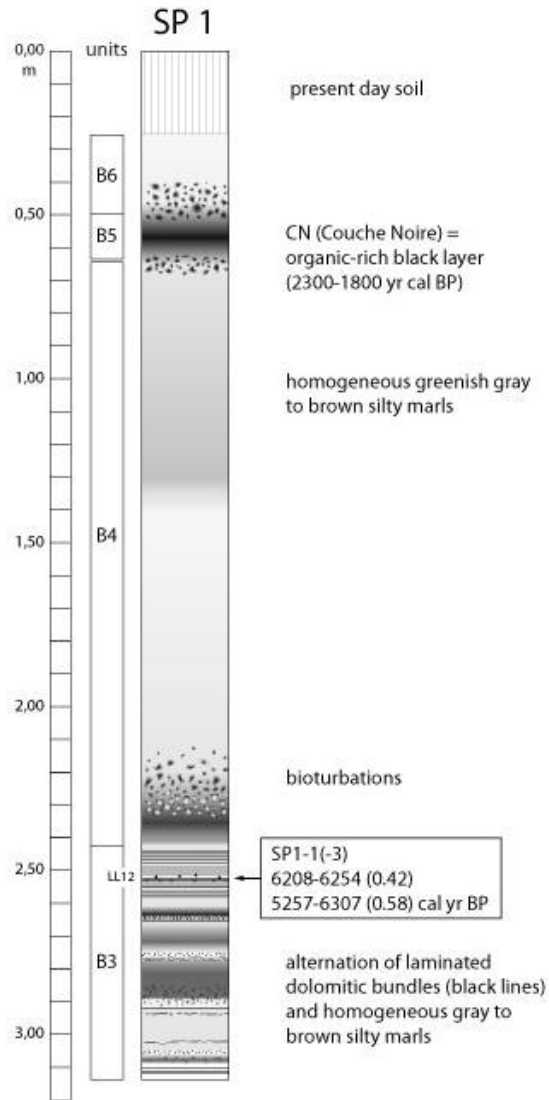 SP 1
units
0,00
m
present day soil
B6
0,50
B5
CN (Couche Noire) =
organic-rich black layer
(2300-1800 yr cal BP)
1,00
homogeneous greenish gray
to brown silty marls
1,50
B4
2,00
bioturbations
2,50
LL12
SP1-1(-3)
6208-6254 (0.42)
5257-6307 (0.58) cal yr BP
B3
alternation of laminated
dolomitic bundles (black lines)
and homogeneous gray to
brown silty marls
3,00